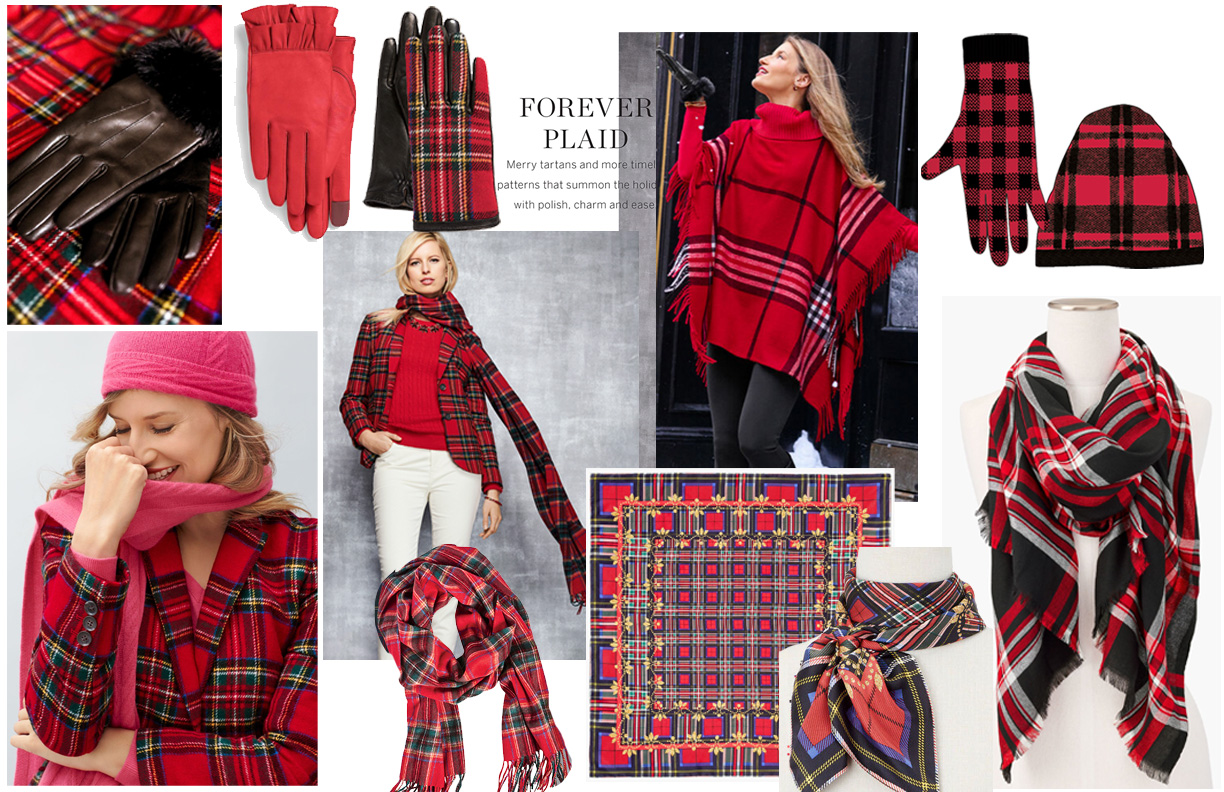 FOREVER
PLAID
Merry tartans and more timel
patterns that summon the holid
with polish, charm and ease.